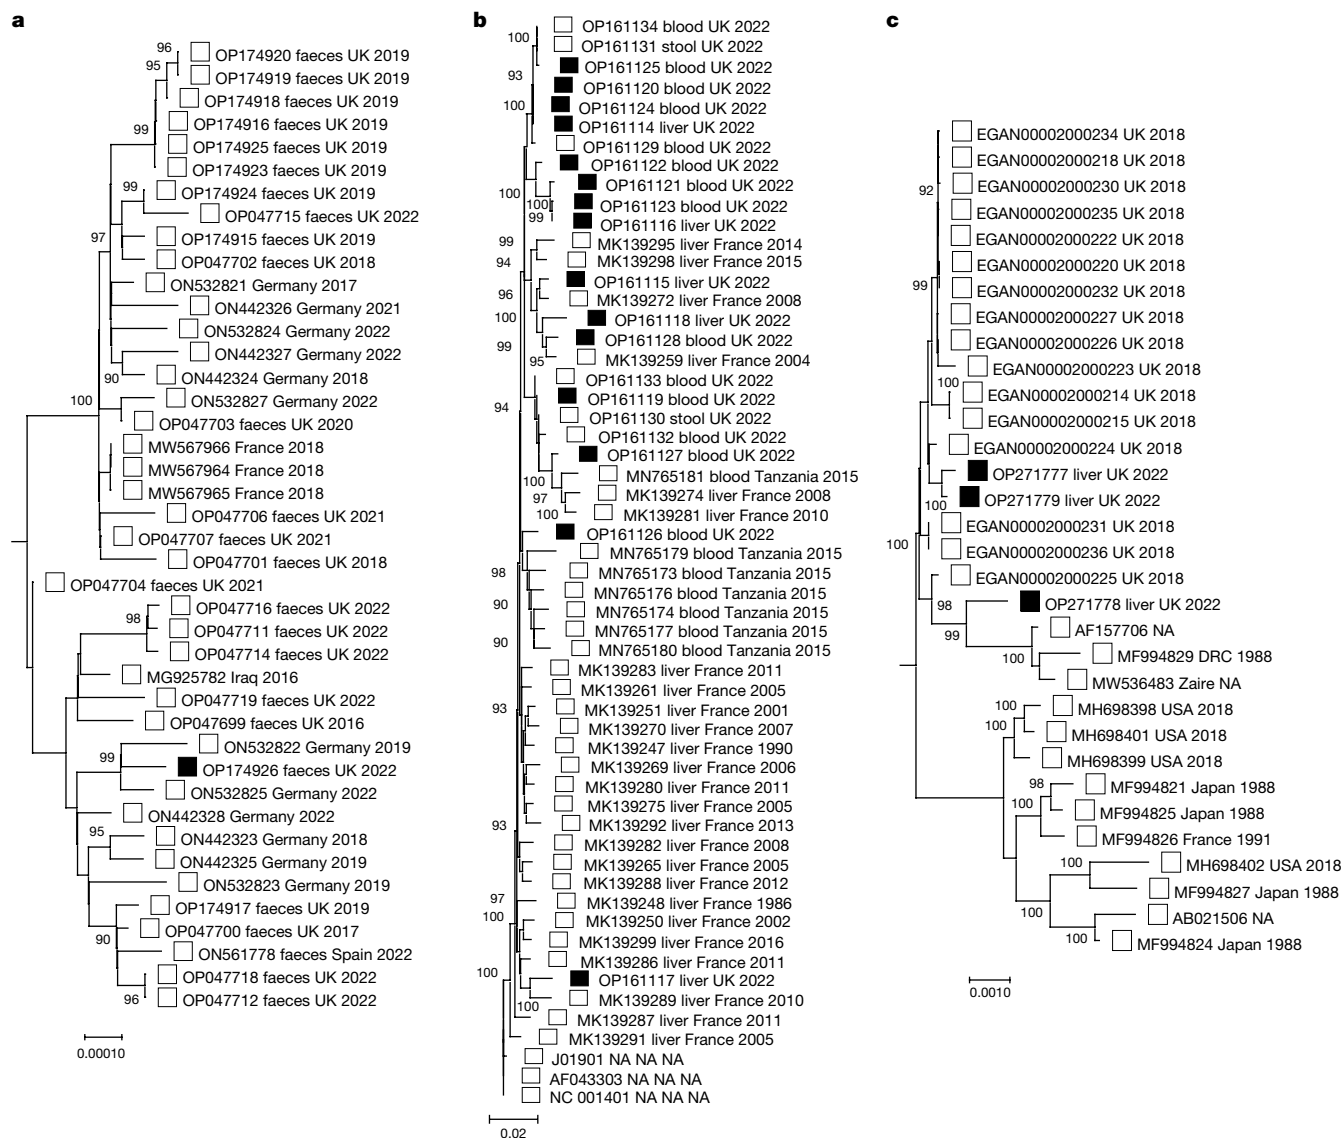 a
96
OP174920 faeces UK 2019
95
OP174919 faeces UK 2019
OP174918 faeces UK 2019
OP174916 faeces UK 2019
99
OP174925 faeces UK 2019
OP174923 faeces UK 2019
99
OP174924 faeces UK 2019
OP047715 faeces UK 2022
97
OP174915 faeces UK 2019
OP047702 faeces UK 2018
ON532821 Germany 2017
ON442326 Germany 2021
ON532824 Germany 2022
ON442327 Germany 2022
90
ON442324 Germany 2018
100
ON532827 Germany 2022
OP047703 faeces UK 2020
MW567966 France 2018
MW567964 France 2018
MW567965 France 2018
OP047706 faeces UK 2021
OP047707 faeces UK 2021
OP047701 faeces UK 2018
OP047704 faeces UK 2021
OP047716 faeces UK 2022
98
OP047711 faeces UK 2022
OP047714 faeces UK 2022
MG925782 Iraq 2016
OP047719 faeces UK 2022
OP047699 faeces UK 2016
ON532822 Germany 2019
99
OP174926 faeces UK 2022
ON532825 Germany 2022
ON442328 Germany 2022
95
ON442323 Germany 2018
ON442325 Germany 2019
ON532823 Germany 2019
OP174917 faeces UK 2019
OP047700 faeces UK 2017
90
ON561778 faeces Spain 2022
OP047718 faeces UK 2022
96
OP047712 faeces UK 2022
0.00010
b
OP161134 blood UK 2022
100
OP161131 stool UK 2022
OP161125 blood UK 2022
93
OP161120 blood UK 2022
100
OP161124 blood UK 2022
OP161114 liver UK 2022
OP161129 blood UK 2022
OP161122 blood UK 2022
OP161121 blood UK 2022
100
100
OP161123 blood UK 2022
99
OP161116 liver UK 2022
99
MK139295 liver France 2014
94
MK139298 liver France 2015
OP161115 liver UK 2022
96
MK139272 liver France 2008
100
OP161118 liver UK 2022
OP161128 blood UK 2022
99
95
MK139259 liver France 2004
OP161133 blood UK 2022
OP161119 blood UK 2022
94
OP161130 stool UK 2022
OP161132 blood UK 2022
OP161127 blood UK 2022
MN765181 blood Tanzania 2015
100
MK139274 liver France 2008
97
100
MK139281 liver France 2010
OP161126 blood UK 2022
MN765179 blood Tanzania 2015
98
MN765173 blood Tanzania 2015
MN765176 blood Tanzania 2015
90
MN765174 blood Tanzania 2015
MN765177 blood Tanzania 2015
90
MN765180 blood Tanzania 2015
MK139283 liver France 2011
MK139261 liver France 2005
93
MK139251 liver France 2001
MK139270 liver France 2007
MK139247 liver France 1990
MK139269 liver France 2006
MK139280 liver France 2011
MK139275 liver France 2005
93
MK139292 liver France 2013
MK139282 liver France 2008
MK139265 liver France 2005
MK139288 liver France 2012
97
MK139248 liver France 1986
100
MK139250 liver France 2002
MK139299 liver France 2016
MK139286 liver France 2011
100
OP161117 liver UK 2022
100
MK139289 liver France 2010
MK139287 liver France 2011
MK139291 liver France 2005
J01901 NA NA NA
AF043303 NA NA NA
NC 001401 NA NA NA
0.02
c
EGAN00002000234 UK 2018
EGAN00002000218 UK 2018
92
EGAN00002000230 UK 2018
EGAN00002000235 UK 2018
EGAN00002000222 UK 2018
EGAN00002000220 UK 2018
99
EGAN00002000232 UK 2018
EGAN00002000227 UK 2018
EGAN00002000226 UK 2018
EGAN00002000223 UK 2018
100
EGAN00002000214 UK 2018
EGAN00002000215 UK 2018
EGAN00002000224 UK 2018
OP271777 liver UK 2022
100
OP271779 liver UK 2022
EGAN00002000231 UK 2018
100
EGAN00002000236 UK 2018
EGAN00002000225 UK 2018
98
OP271778 liver UK 2022
99
AF157706 NA
100
MF994829 DRC 1988
MW536483 Zaire NA
100
MH698398 USA 2018
100
MH698401 USA 2018
MH698399 USA 2018
98
MF994821 Japan 1988
100
MF994825 Japan 1988
MF994826 France 1991
100
MH698402 USA 2018
MF994827 Japan 1988
100
AB021506 NA
100
MF994824 Japan 1988
0.0010